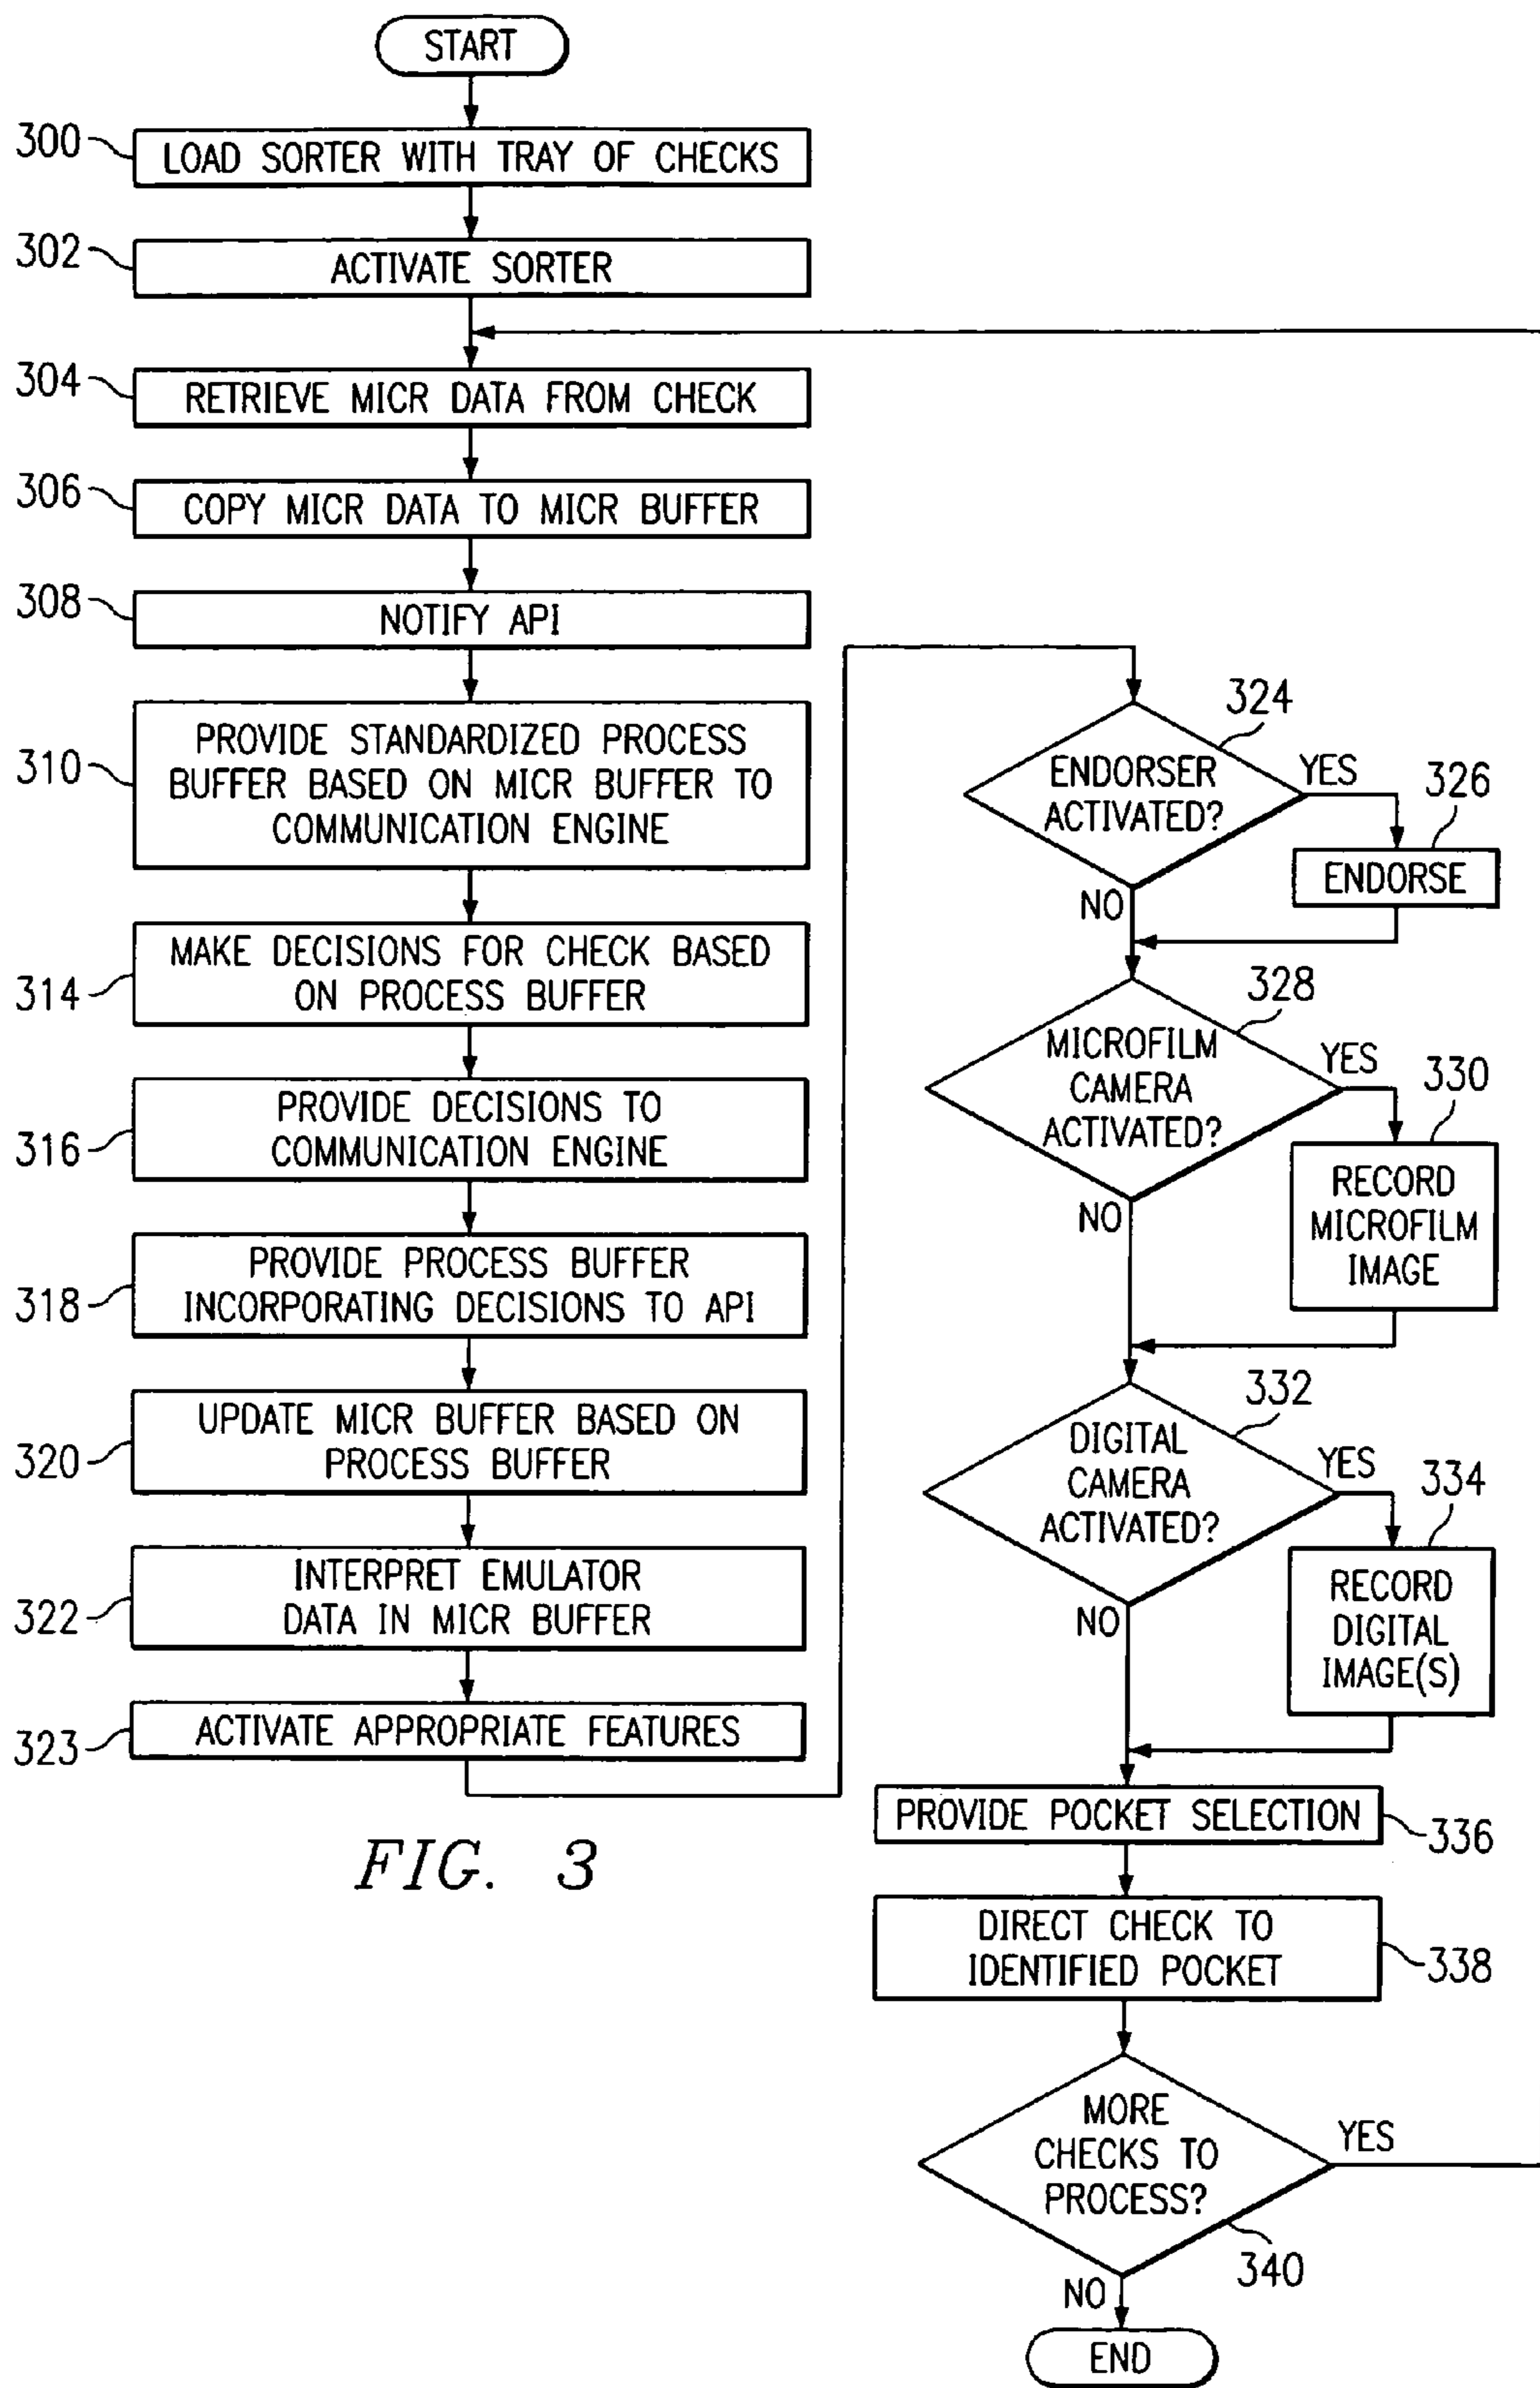 START
300
LOAD SORTER WITH TRAY OF CHECKS
302
ACTIVATE SORTER
304
RETRIEVE MICR DATA FROM CHECK
306
COPY MICR DATA TO MICR BUFFER
308
NOTIFY API
310
PROVIDE STANDARDIZED PROCESS
BUFFER BASED ON MICR BUFFER TO
COMMUNICATION ENGINE
314
MAKE DECISIONS FOR CHECK BASED
ON PROCESS BUFFER
316
PROVIDE DECISIONS TO
COMMUNICATION ENGINE
318
PROVIDE PROCESS BUFFER
INCORPORATING DECISIONS TO API
320
UPDATE MICR BUFFER BASED ON
PROCESS BUFFER
322
INTERPRET EMULATOR
DATA IN MICR BUFFER
323
ACTIVATE APPROPRIATE FEATURES
324
ENDORSER
ACTIVATED?
YES
326
ENDORSE
NO
328
MICROFILM
CAMERA
ACTIVATED?
YES
330
RECORD
MICROFILM
IMAGE
NO
332
DIGITAL
CAMERA
ACTIVATED?
YES
334
RECORD
DIGITAL
IMAGE(S)
NO
PROVIDE POCKET SELECTION
336
DIRECT CHECK TO
IDENTIFIED POCKET
338
MORE
CHECKS TO
PROCESS?
YES
340
NO
END
FIG. 3